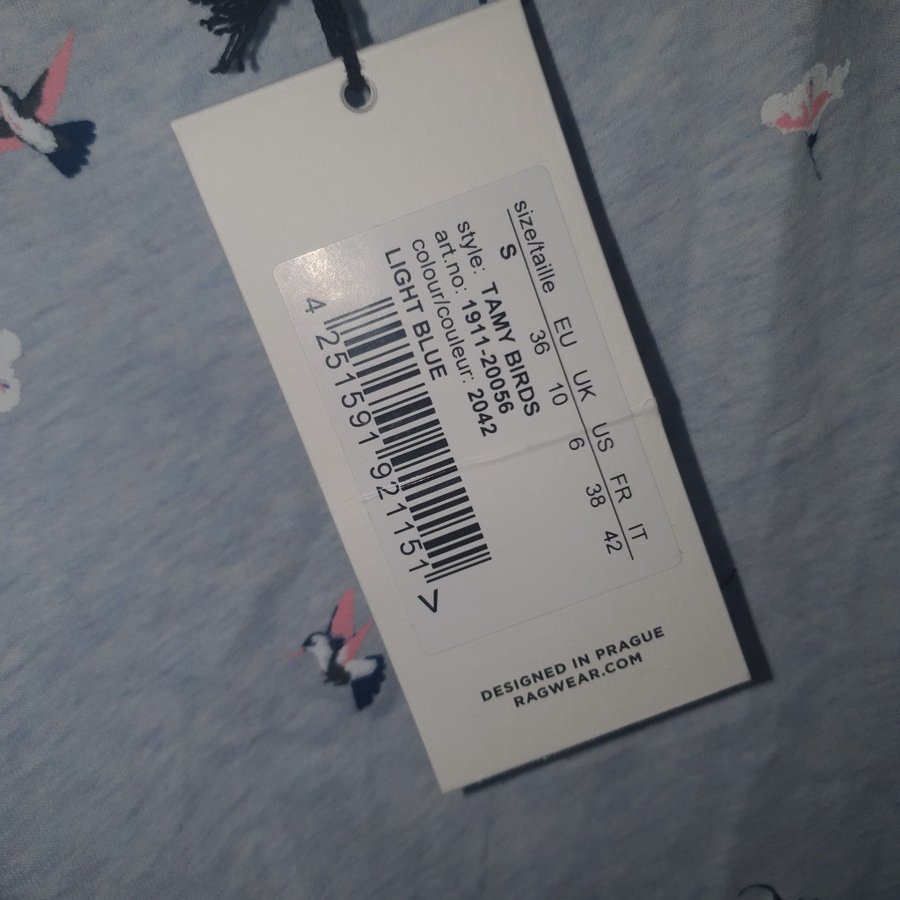 size/taille EU UK US FR IT
S 36 10 6 38 42
style: TAMY BIRDS
art.no: 1911-20056
colour/couleur: 2042
LIGHT BLUE
4 251591 921151 >
DESIGNED IN PRAGUE
RAGWEAR.COM